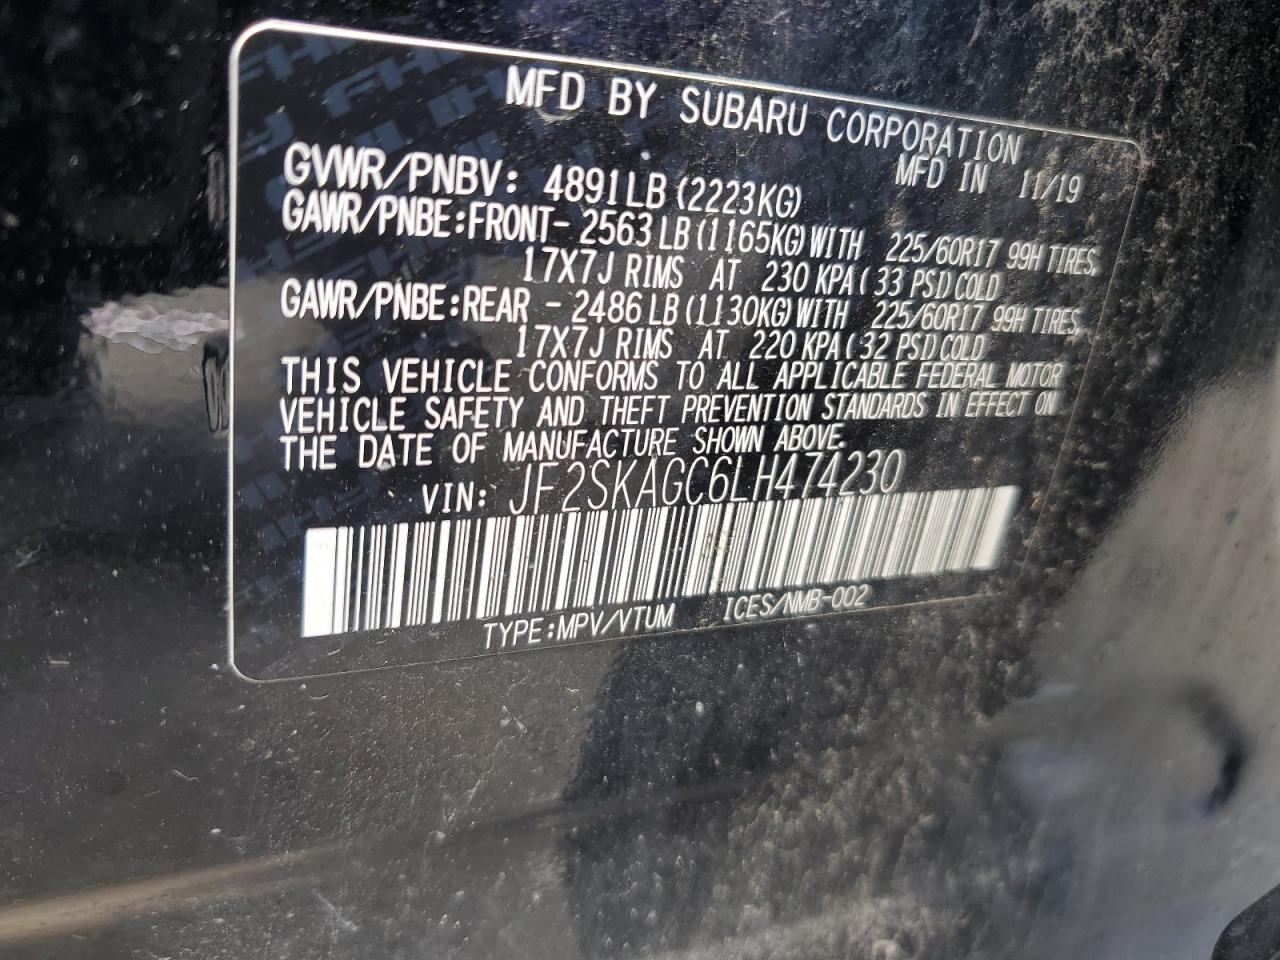 MFD BY SUBARU CORPORATION
MFD IN 11/19
GVWR/PNBV: 4891LB (2223KG)
GAWR/PNBE:FRONT- 2563 LB (1165KG) WITH 225/60R17 99H TIRES,
17X7J RIMS AT 230 KPA (33 PSI) COLD
GAWR/PNBE:REAR - 2486 LB (1130KG) WITH 225/60R17 99H TIRES,
17X7J RIMS AT 220 KPA (32 PSI) COLD
THIS VEHICLE CONFORMS TO ALL APPLICABLE FEDERAL MOTOR
VEHICLE SAFETY AND THEFT PREVENTION STANDARDS IN EFFECT ON
THE DATE OF MANUFACTURE SHOWN ABOVE.
VIN: JF2SKAGC6LH474230
TYPE:MPV/VTUM ICES/NMB-002